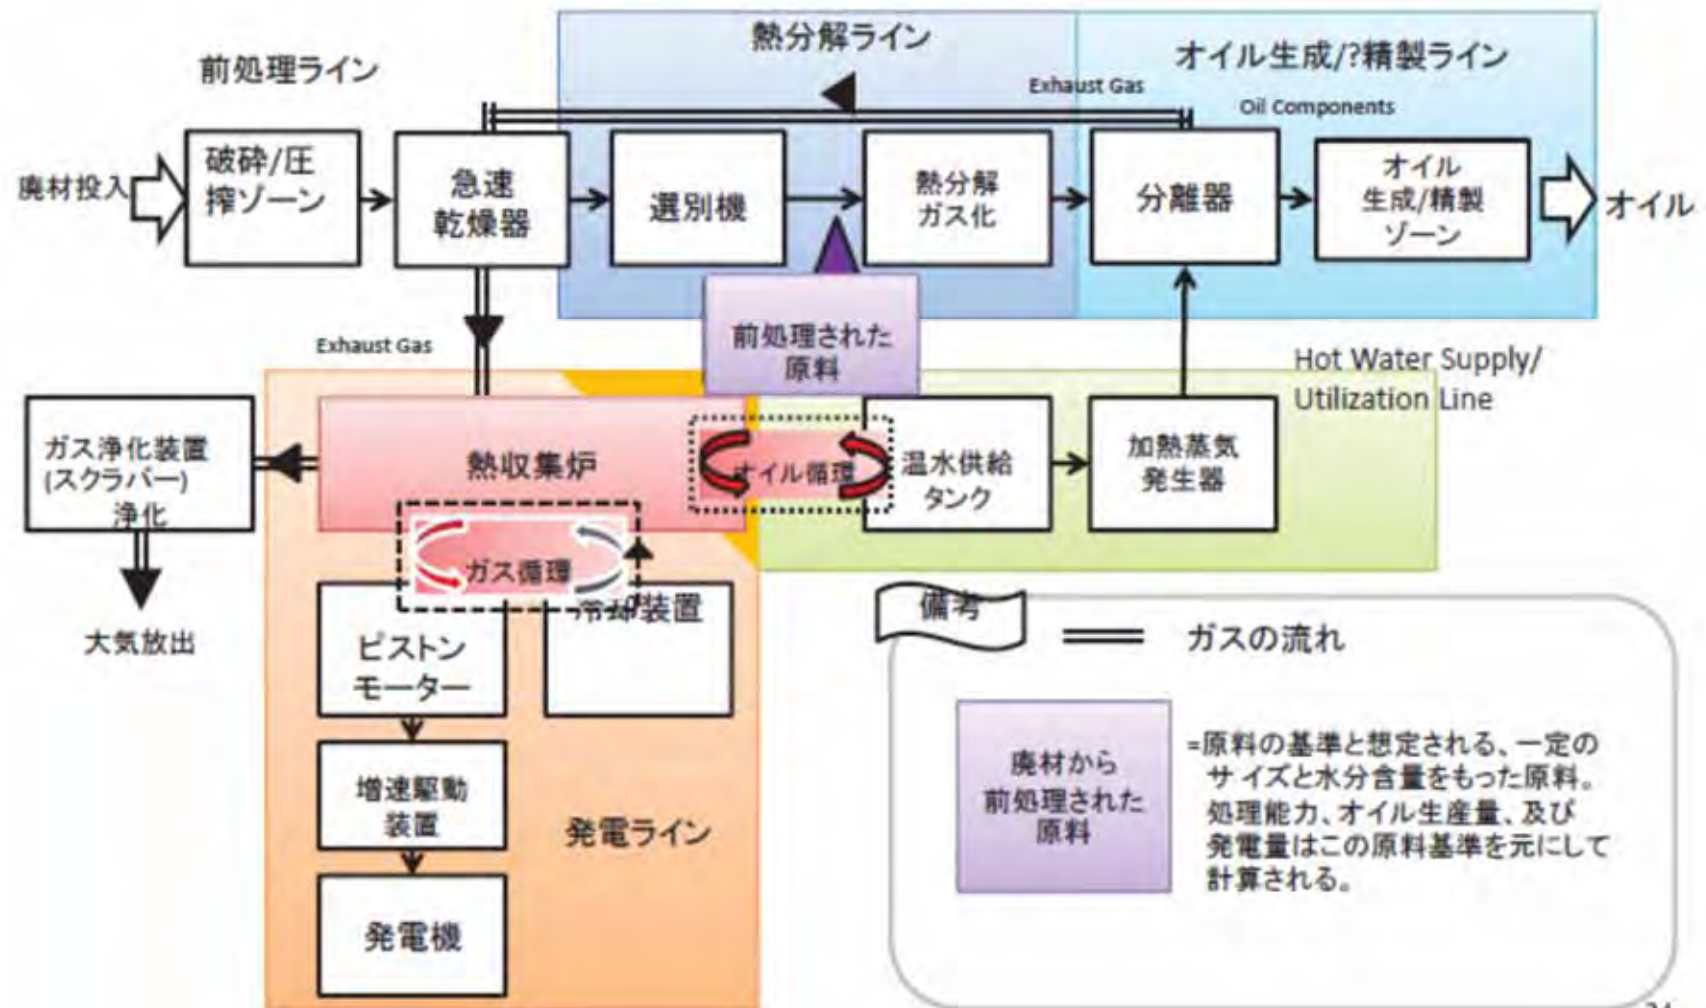 熱分解ライン
オイル生成/?精製ライン
前処理ライン
Exhaust Gas
Oil Components
廃材投入
破砕/圧
搾ゾーン
急速
乾燥器
選別機
熱分解
ガス化
分離器
オイル
生成/精製
ゾーン
オイル
前処理された
原料
Exhaust Gas
Hot Water Supply/
Utilization Line
ガス浄化装置
(スクラバー)
浄化
熱収集炉
オイル循環
温水供給
タンク
加熱蒸気
発生器
ガス循環
大気放出
ピストン
モーター
冷却装置
増速駆動
装置
発電ライン
発電機
備考
ガスの流れ
廃材から
前処理された
原料
=原料の基準と想定される、一定の
サイズと水分含量をもった原料。
処理能力、オイル生産量、及び
発電量はこの原料基準を元にして
計算される。